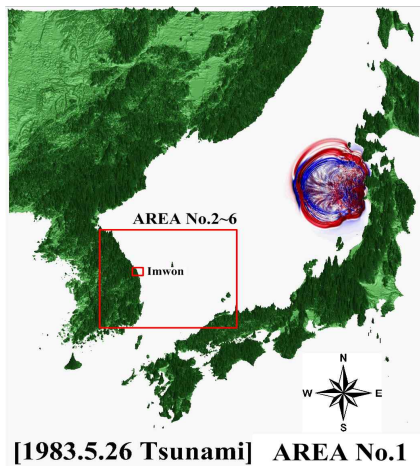 AREA No.2~6
Imwon
N
W E
S
[1983.5.26 Tsunami] AREA No.1